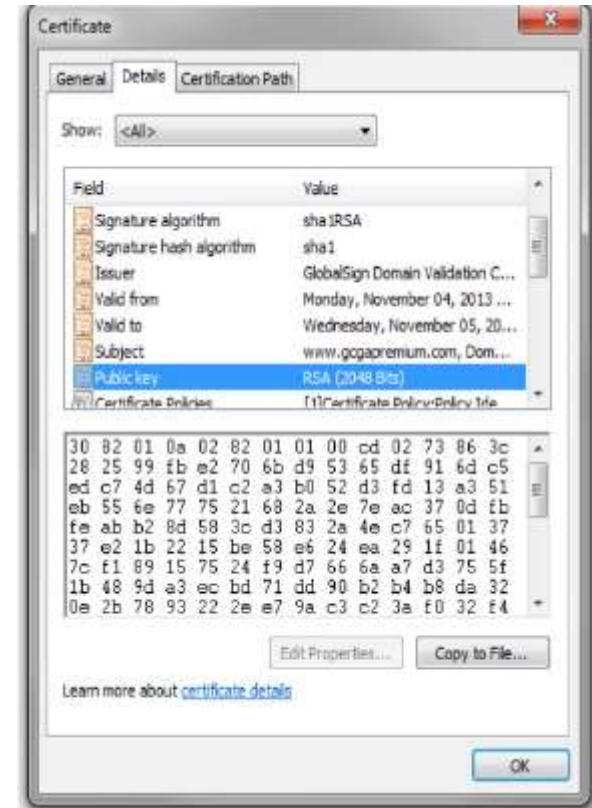 Certificate
General Details Certification Path
Show: <All>
Field Value
Signature algorithm sha1RSA
Signature hash algorithm sha1
Issuer GlobalSign Domain Validation C...
Valid from Monday, November 04, 2013 ...
Valid to Wednesday, November 05, 20...
Subject www.gcgapremium.com, Dom...
Public key RSA (2048 Bits)
Certificate Policies [1]Certificate Policy:Policy Ide
30 82 01 0a 02 82 01 01 00 cd 02 73 86 3c
28 25 99 fb e2 70 6b d9 53 65 df 91 6d c5
ed c7 4d 67 d1 c2 a3 b0 52 d3 fd 13 a3 51
eb 55 6e 77 75 21 68 2a 2e 7e ac 37 0d fb
fe ab b2 8d 58 3c d3 83 2a 4e c7 65 01 37
37 e2 1b 22 15 be 58 e6 24 ea 29 1f 01 46
7c f1 89 15 75 24 f9 d7 66 6a a7 d3 75 5f
1b 48 9d a3 ec bd 71 dd 90 b2 b4 b8 da 32
0e 2b 78 93 22 2e e7 9a c3 c2 3a f0 32 f4
Edit Properties... Copy to File...
Learn more about certificate details
OK